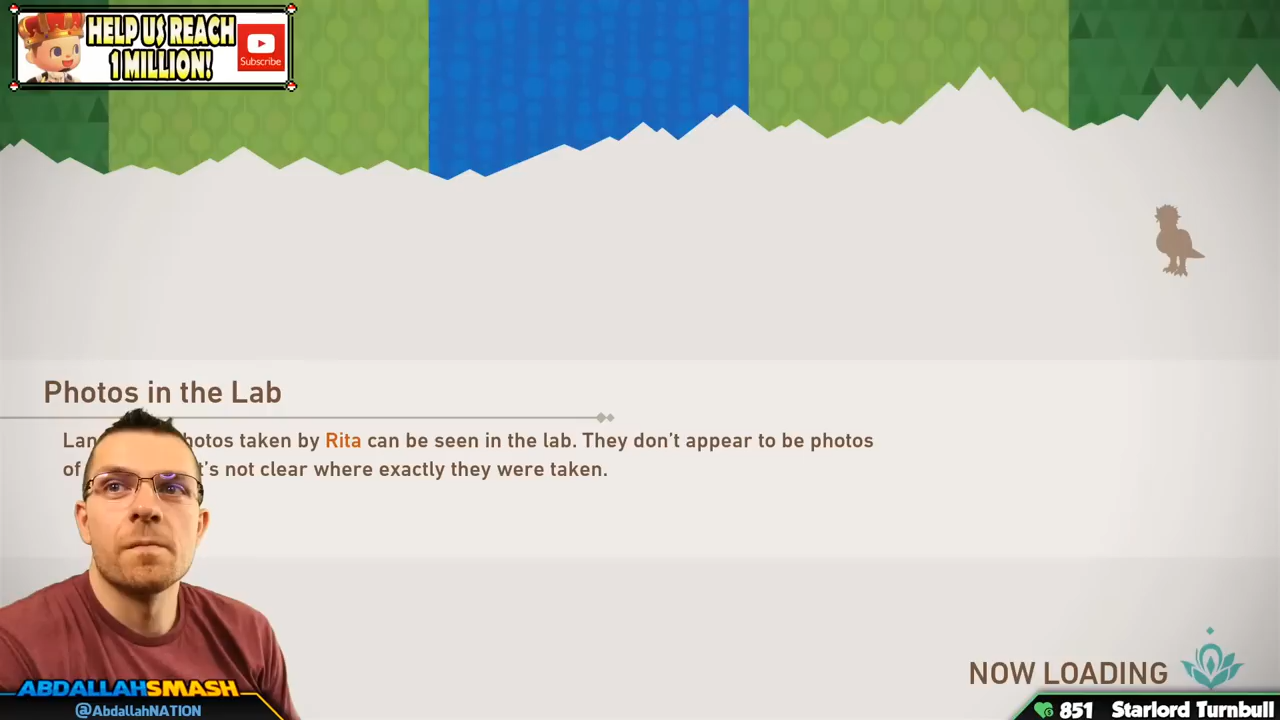 HELP US REACH
1 MILLION!
Subscribe
Photos in the Lab
Lan hotos taken by Rita can be seen in the lab. They don't appear to be photos
of 's not clear where exactly they were taken.
NOW LOADING
ABDALLAHSMASH
@AbdallahNATION
851 Starlord Turnbull